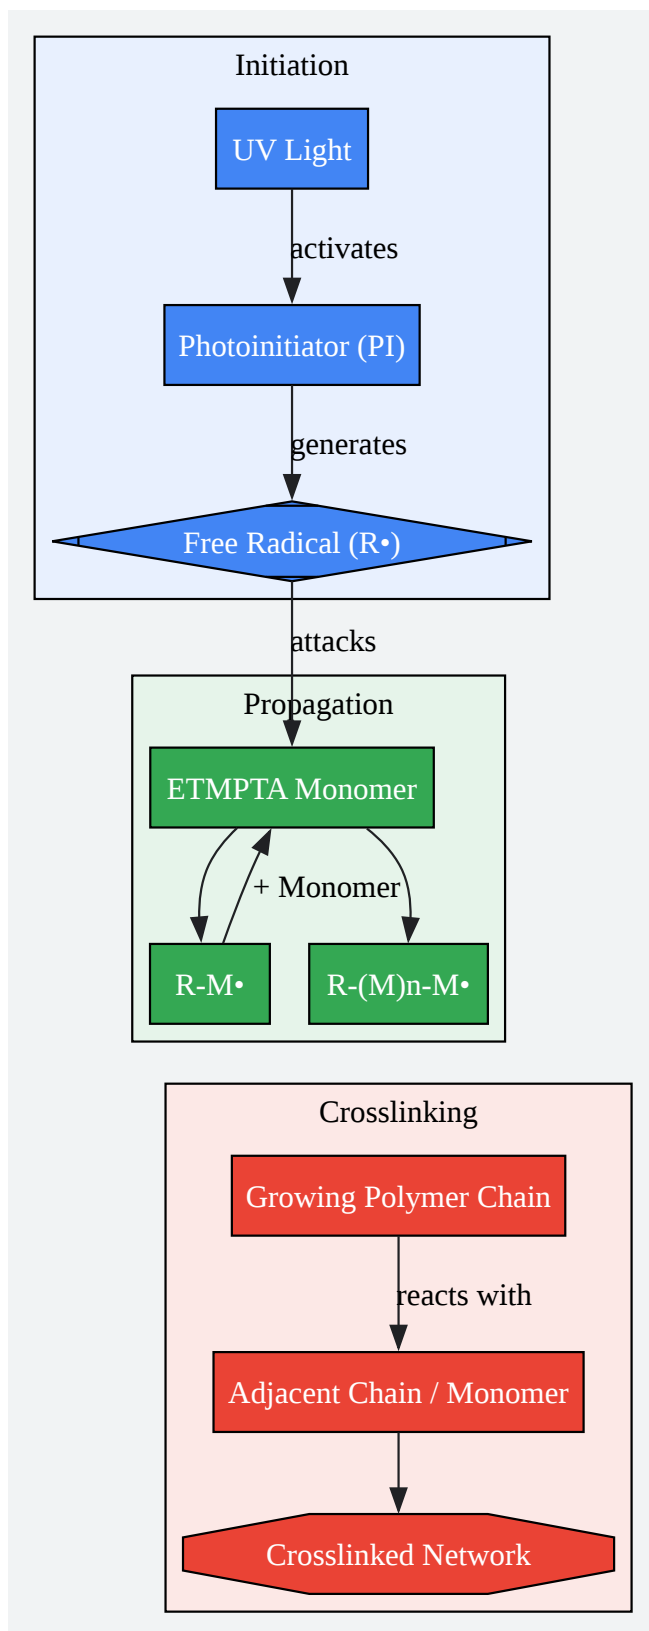 Initiation
UV Light
activates
Photoinitiator (PI)
generates
Free Radical (R•)
attacks
Propagation
ETMPTA Monomer
+ Monomer
R-M•
R-(M)n-M•
Crosslinking
Growing Polymer Chain
reacts with
Adjacent Chain / Monomer
Crosslinked Network